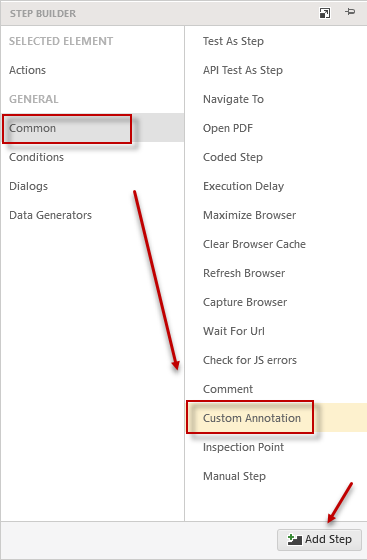 STEP BUILDER
SELECTED ELEMENT
Actions
GENERAL
Common
Conditions
Dialogs
Data Generators
Test As Step
API Test As Step
Navigate To
Open PDF
Coded Step
Execution Delay
Maximize Browser
Clear Browser Cache
Refresh Browser
Capture Browser
Wait For Url
Check for JS errors
Comment
Custom Annotation
Inspection Point
Manual Step
Add Step